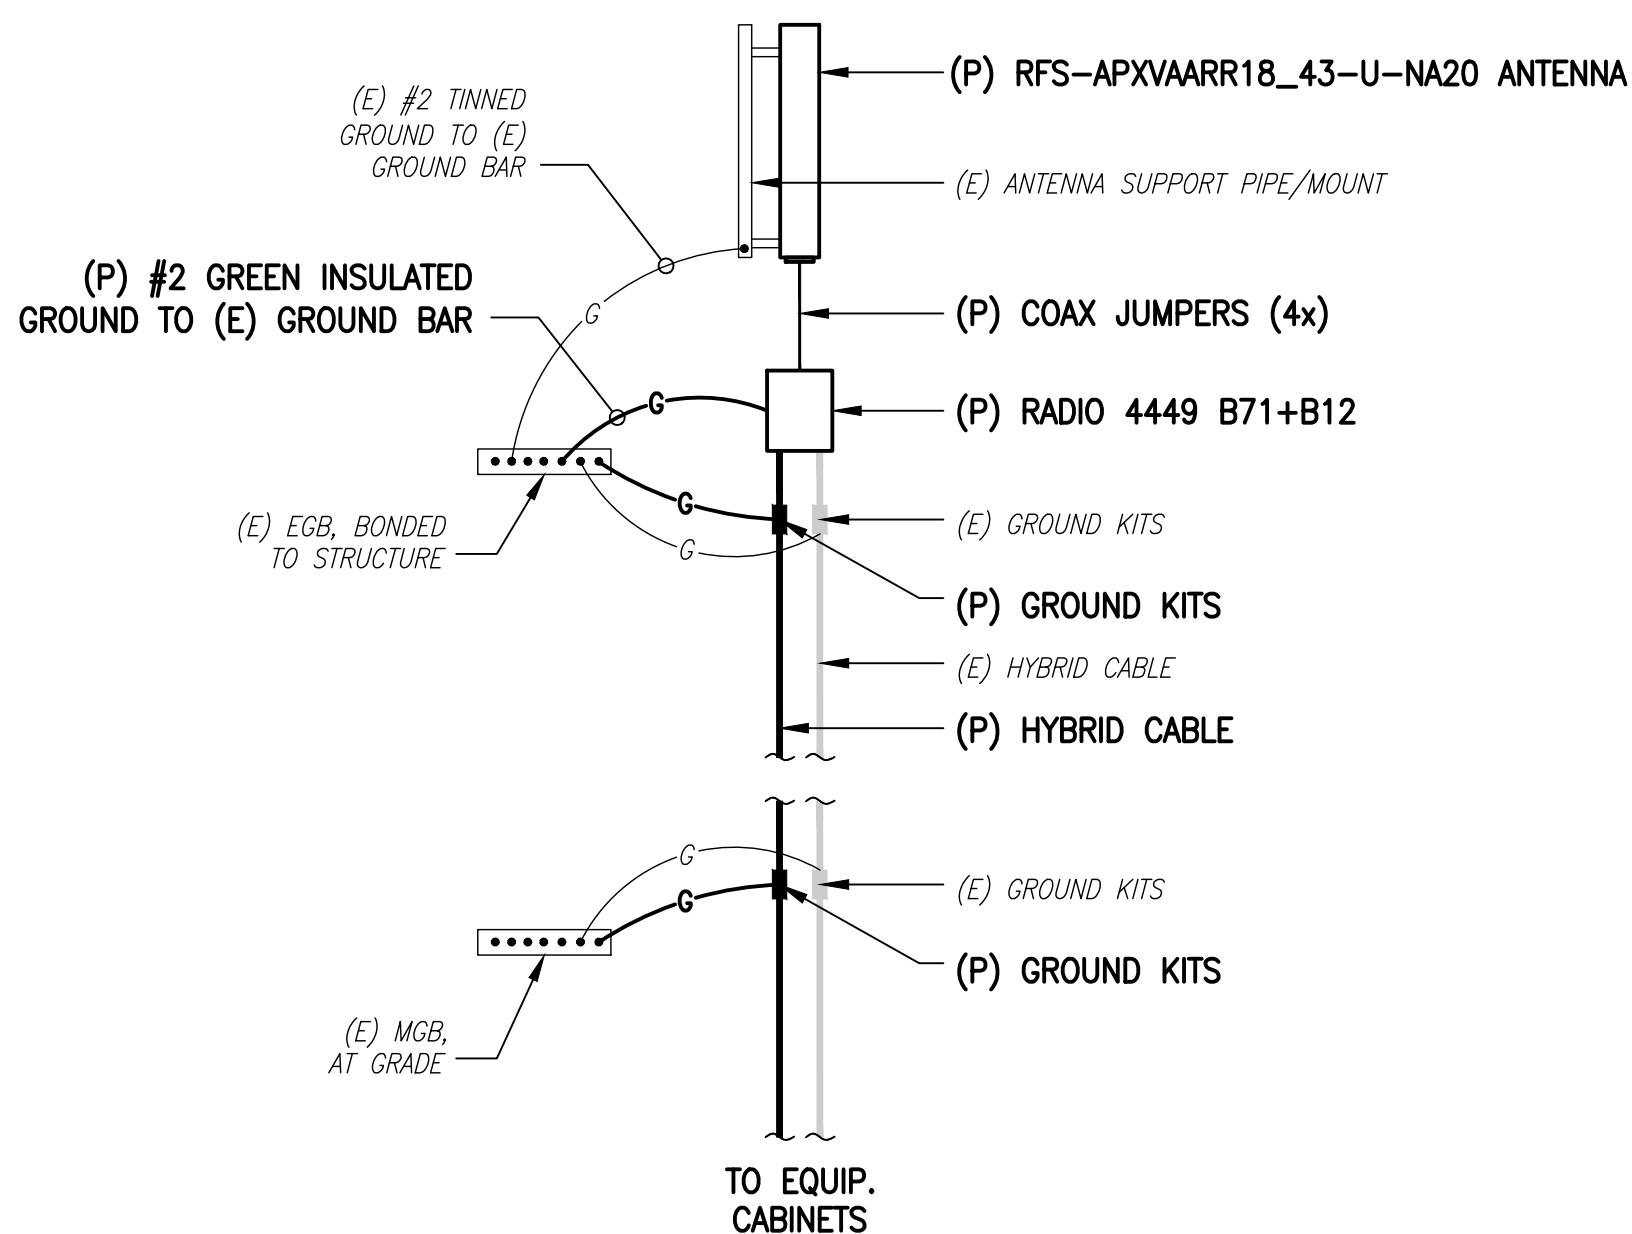 (P) RFS-APXVAARR18_43-U-NA20 ANTENNA
(E) #2 TINNED
GROUND TO (E)
GROUND BAR
(E) ANTENNA SUPPORT PIPE/MOUNT
(P) #2 GREEN INSULATED
GROUND TO (E) GROUND BAR
G
(P) COAX JUMPERS (4x)
G
(P) RADIO 4449 B71+B12
G
(E) EGB, BONDED
TO STRUCTURE
G
(E) GROUND KITS
(P) GROUND KITS
(E) HYBRID CABLE
(P) HYBRID CABLE
G
(E) GROUND KITS
G
(P) GROUND KITS
(E) MGB,
AT GRADE
TO EQUIP.
CABINETS